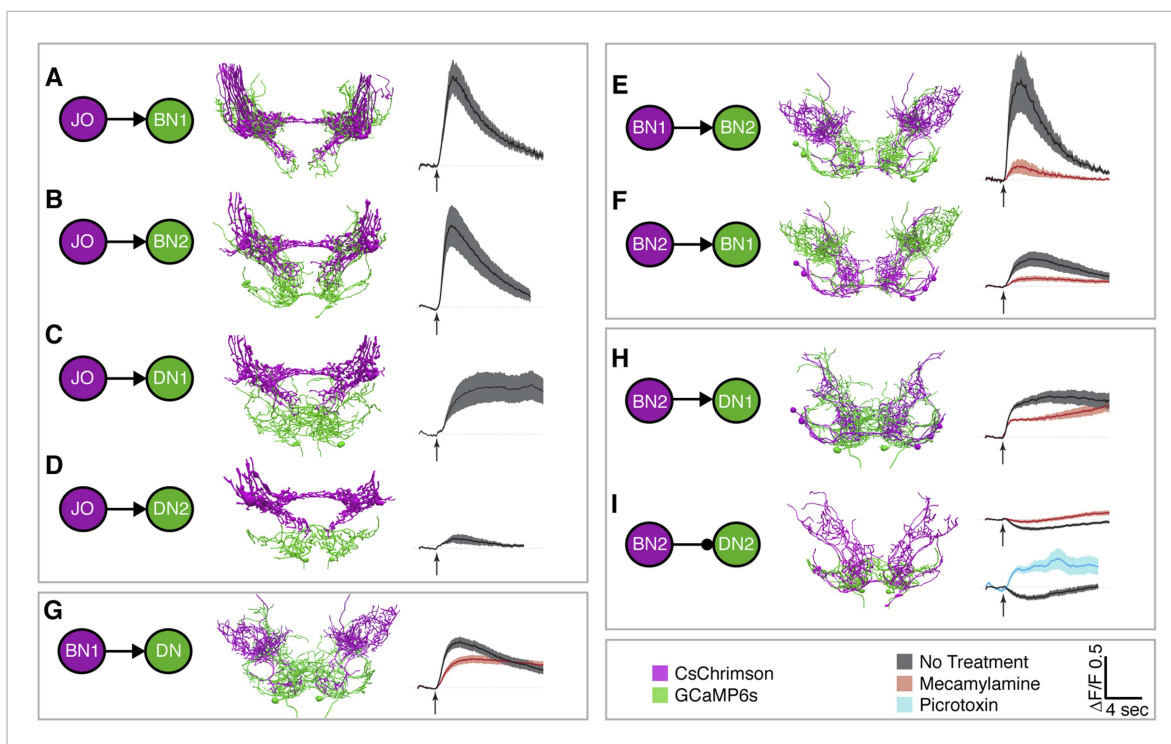 A
JO
BN1
B
JO
BN2
C
JO
DN1
D
JO
DN2
G
BN1
DN
E
BN1
BN2
F
BN2
BN1
H
BN2
DN1
I
BN2
DN2
CsChrimson
GCaMP6s
No Treatment
Mecamylamine
Picrotoxin
ΔF/F 0.5
4 sec